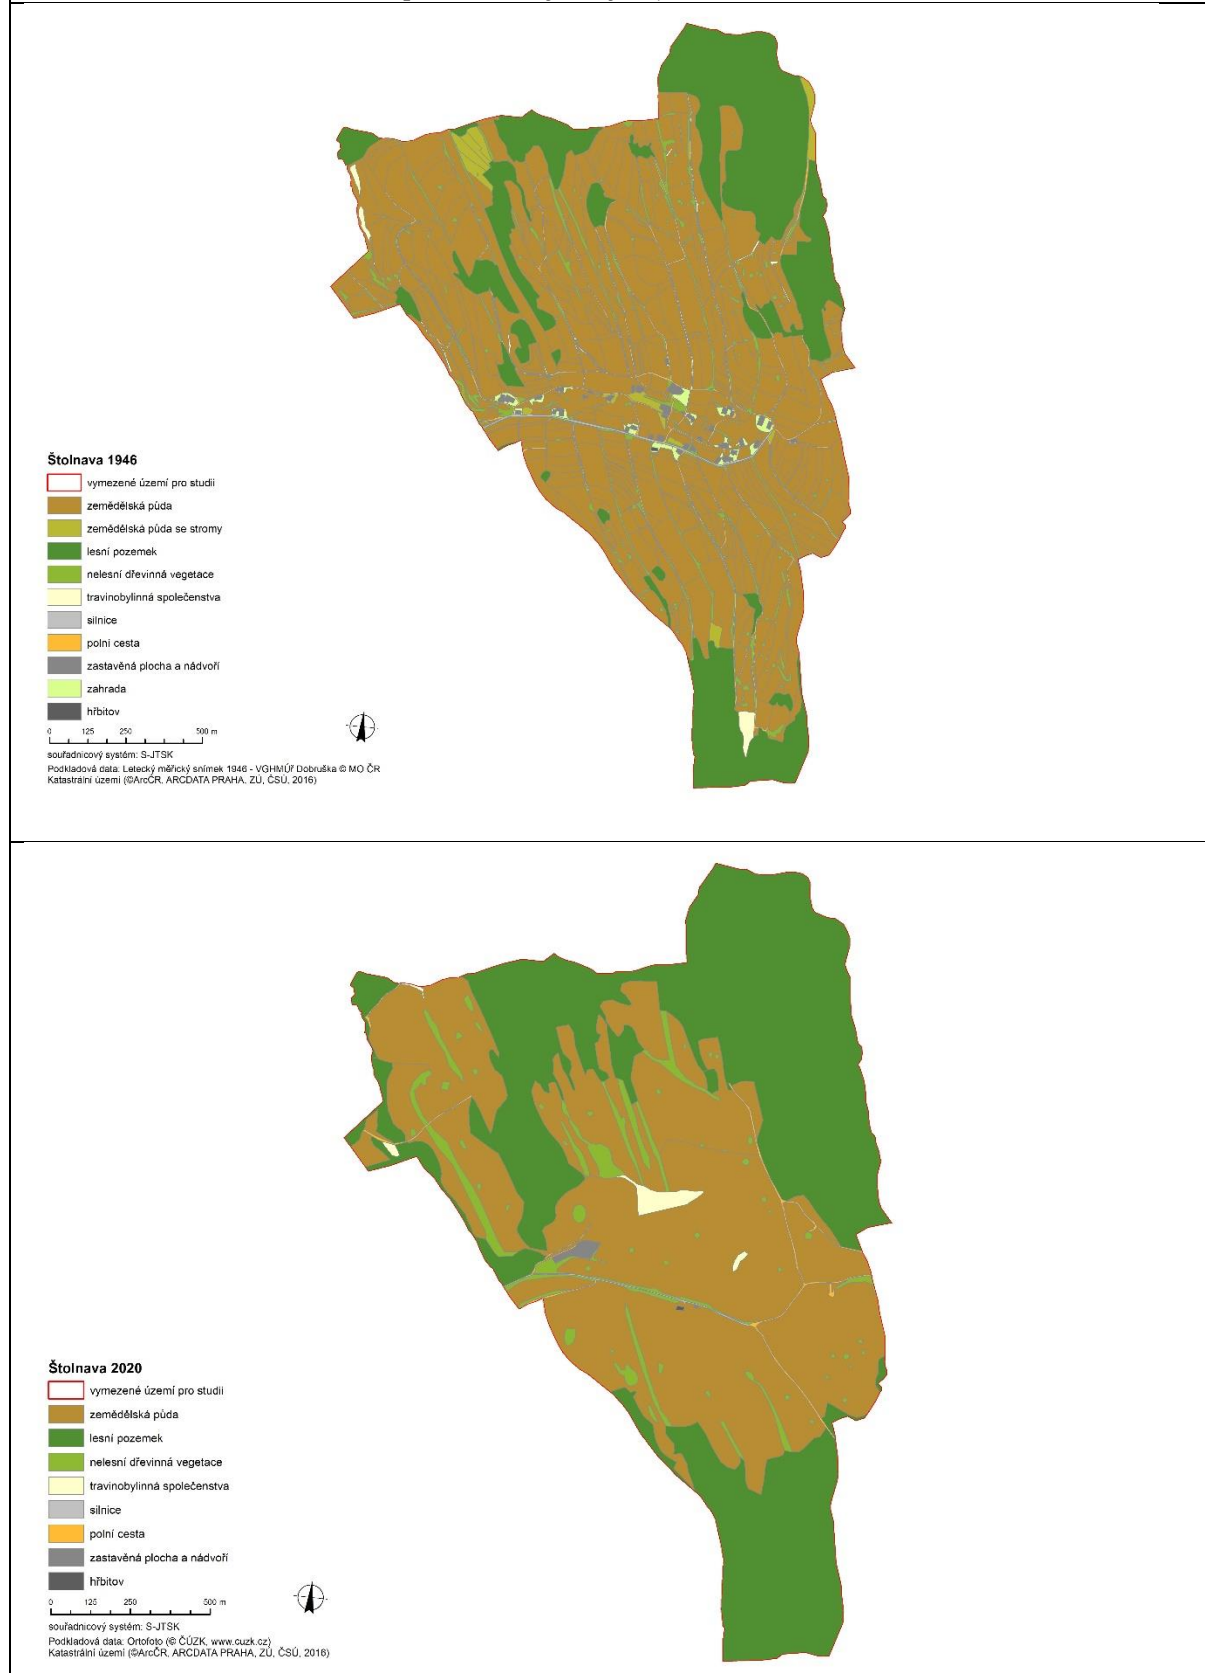 Štolnava 1946
vymezené území pro studii
zemědělská půda
zemědělská půda se stromy
lesní pozemek
nelesní dřevinná vegetace
travinobylinná společenstva
silnice
polní cesta
zastavěná plocha a nádvoří
zahrada
hřbitov
0 125 250 500 m
souřadnicový systém: S-JTSK
Podkladová data: Letecký měřický snímek 1946 - VGHMÚř Dobruška © MO ČR
Katastrální území (©ArcČR, ARCDATA PRAHA, ZÚ, ČSÚ, 2016)
Štolnava 2020
vymezené území pro studii
zemědělská půda
lesní pozemek
nelesní dřevinná vegetace
travinobylinná společenstva
silnice
polní cesta
zastavěná plocha a nádvoří
hřbitov
0 125 250 500 m
souřadnicový systém: S-JTSK
Podkladová data: Ortofoto (© ČÚZK, www.cuzk.cz)
Katastrální území (©ArcČR, ARCDATA PRAHA, ZÚ, ČSÚ, 2016)